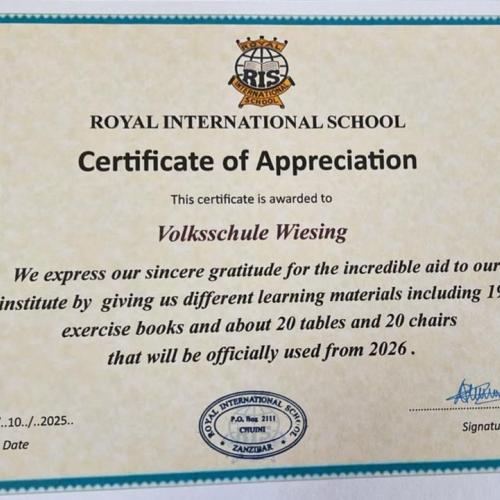 ROYAL
RIS
INTERNATIONAL
SCHOOL
ROYAL INTERNATIONAL SCHOOL
Certificate of Appreciation
This certificate is awarded to
Volksschule Wiesing
We express our sincere gratitude for the incredible aid to our
institute by giving us different learning materials including 19
exercise books and about 20 tables and 20 chairs
that will be officially used from 2026 .
/..10../..2025..
Date
ROYAL INTERNATIONAL SCHOOL
P.O. Box 2111
CHUINI
ZANZIBAR
Signatu